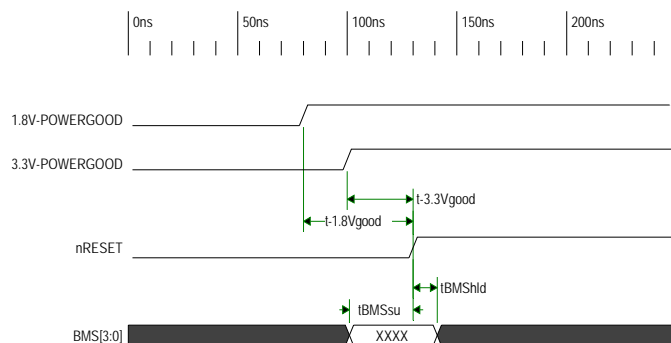 0ns 50ns 100ns 150ns 200ns
1.8V-POWERGOOD
3.3V-POWERGOOD
t-3.3Vgood
t-1.8Vgood
nRESET
tBMShld
tBMSsu
BMS[3:0] XXXX